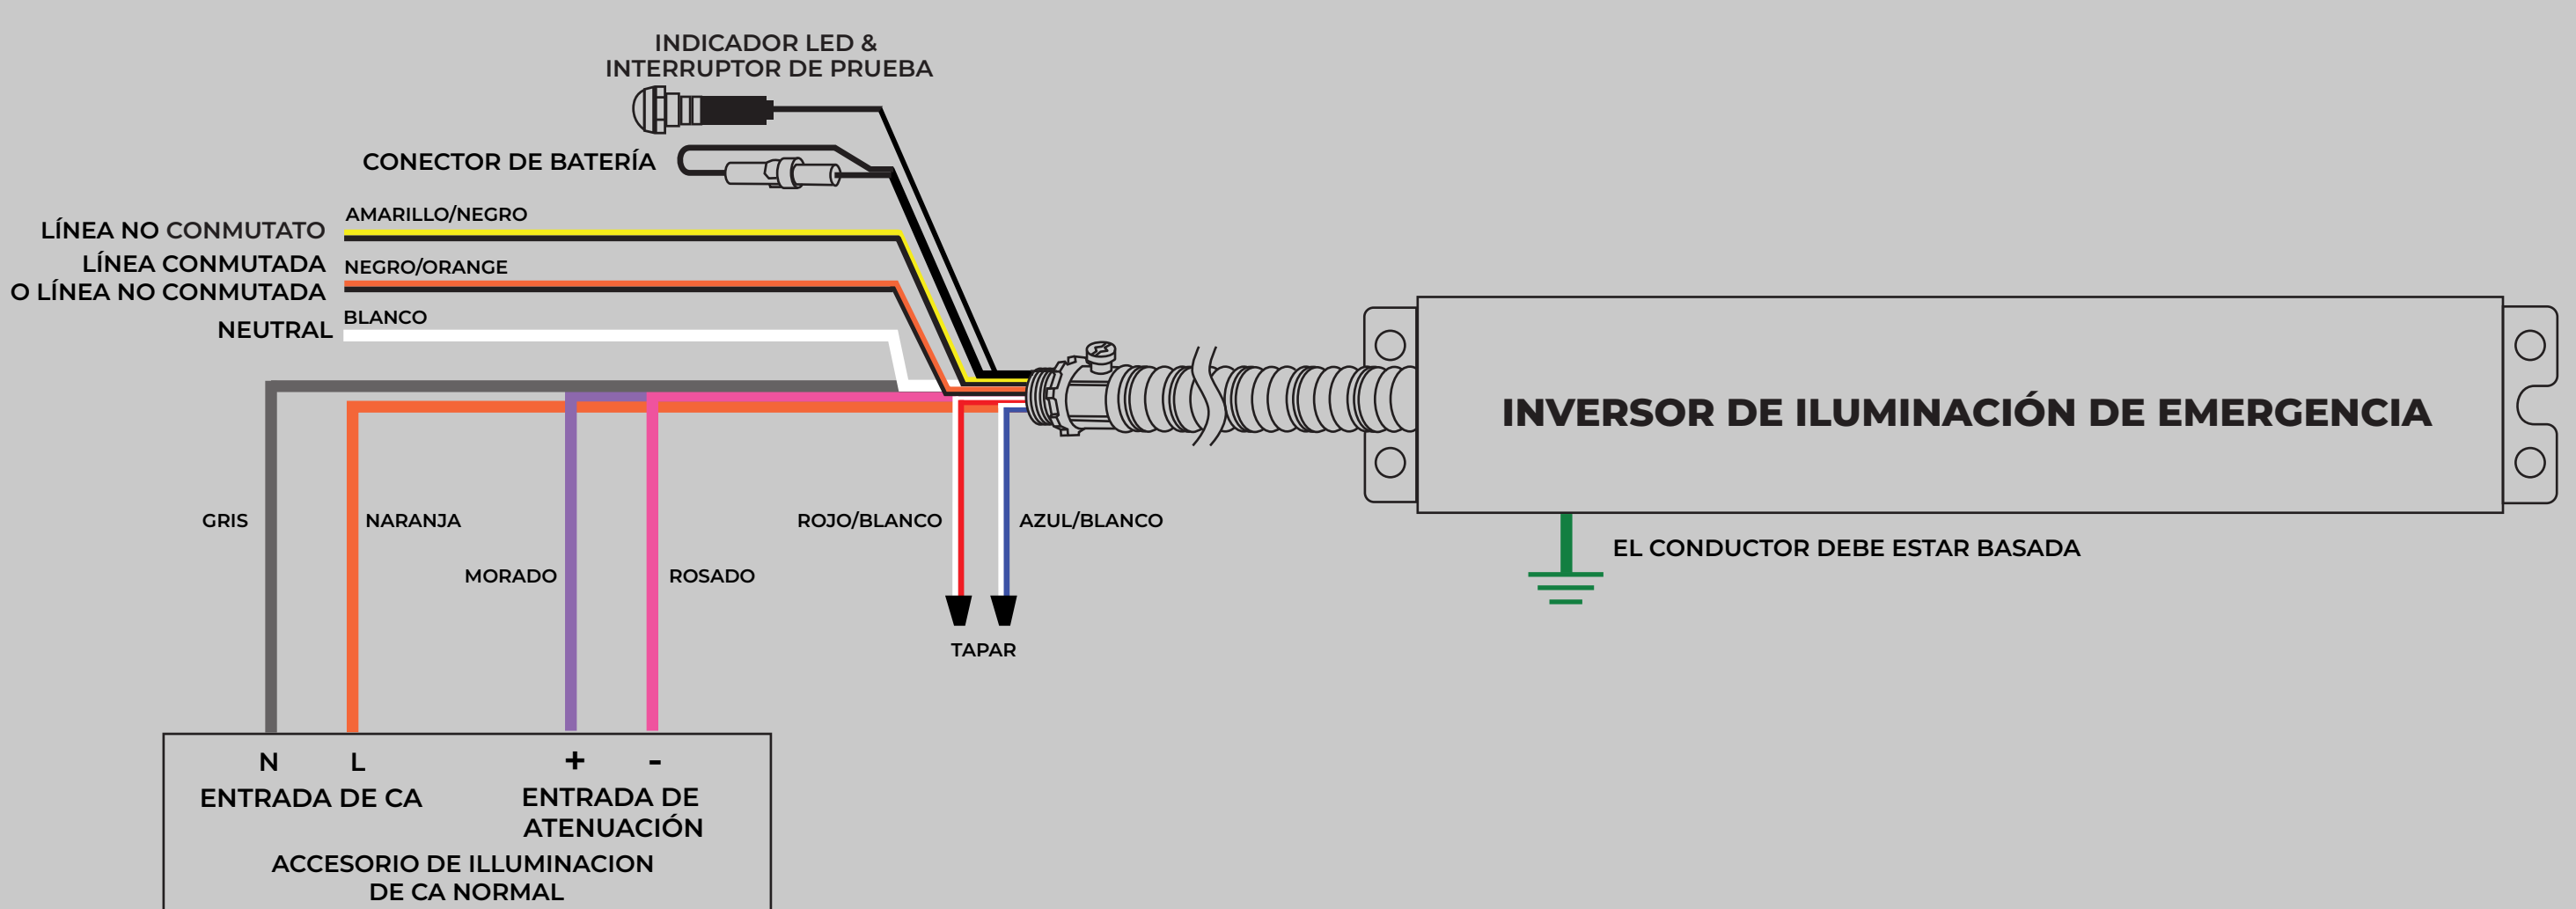 INDICADOR LED &
INTERRUPTOR DE PRUEBA
CONECTOR DE BATERÍA
AMARILLO/NEGRO
LÍNEA NO CONMUTATO
LÍNEA CONMUTADA
NEGRO/ORANGE
O LÍNEA NO CONMUTADA
BLANCO
NEUTRAL
INVERSOR DE ILUMINACIÓN DE EMERGENCIA
GRIS
NARANJA
ROJO/BLANCO
AZUL/BLANCO
EL CONDUCTOR DEBE ESTAR BASADA
MORADO
ROSADO
TAPAR
N L
+ -
ENTRADA DE CA
ENTRADA DE
ATENUACIÓN
ACCESORIO DE ILLUMINACION
DE CA NORMAL